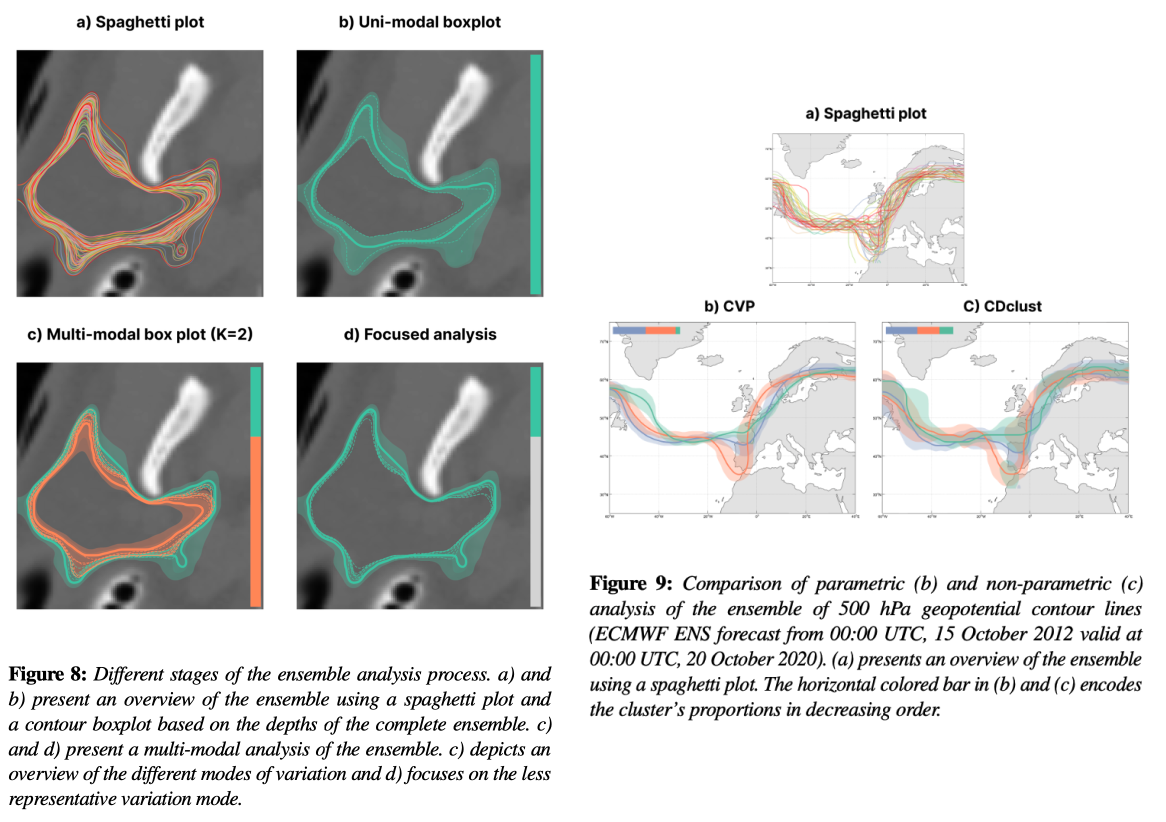 a) Spaghetti plot
b) Uni-modal boxplot
c) Multi-modal box plot (K=2)
d) Focused analysis
Figure 8: Different stages of the ensemble analysis process. a) and
b) present an overview of the ensemble using a spaghetti plot and
a contour boxplot based on the depths of the complete ensemble. c)
and d) present a multi-modal analysis of the ensemble. c) depicts an
overview of the different modes of variation and d) focuses on the less
representative variation mode.
a) Spaghetti plot
b) CVP
C) CDclust
Figure 9: Comparison of parametric (b) and non-parametric (c)
analysis of the ensemble of 500 hPa geopotential contour lines
(ECMWF ENS forecast from 00:00 UTC, 15 October 2012 valid at
00:00 UTC, 20 October 2020). (a) presents an overview of the ensemble
using a spaghetti plot. The horizontal colored bar in (b) and (c) encodes
the cluster's proportions in decreasing order.